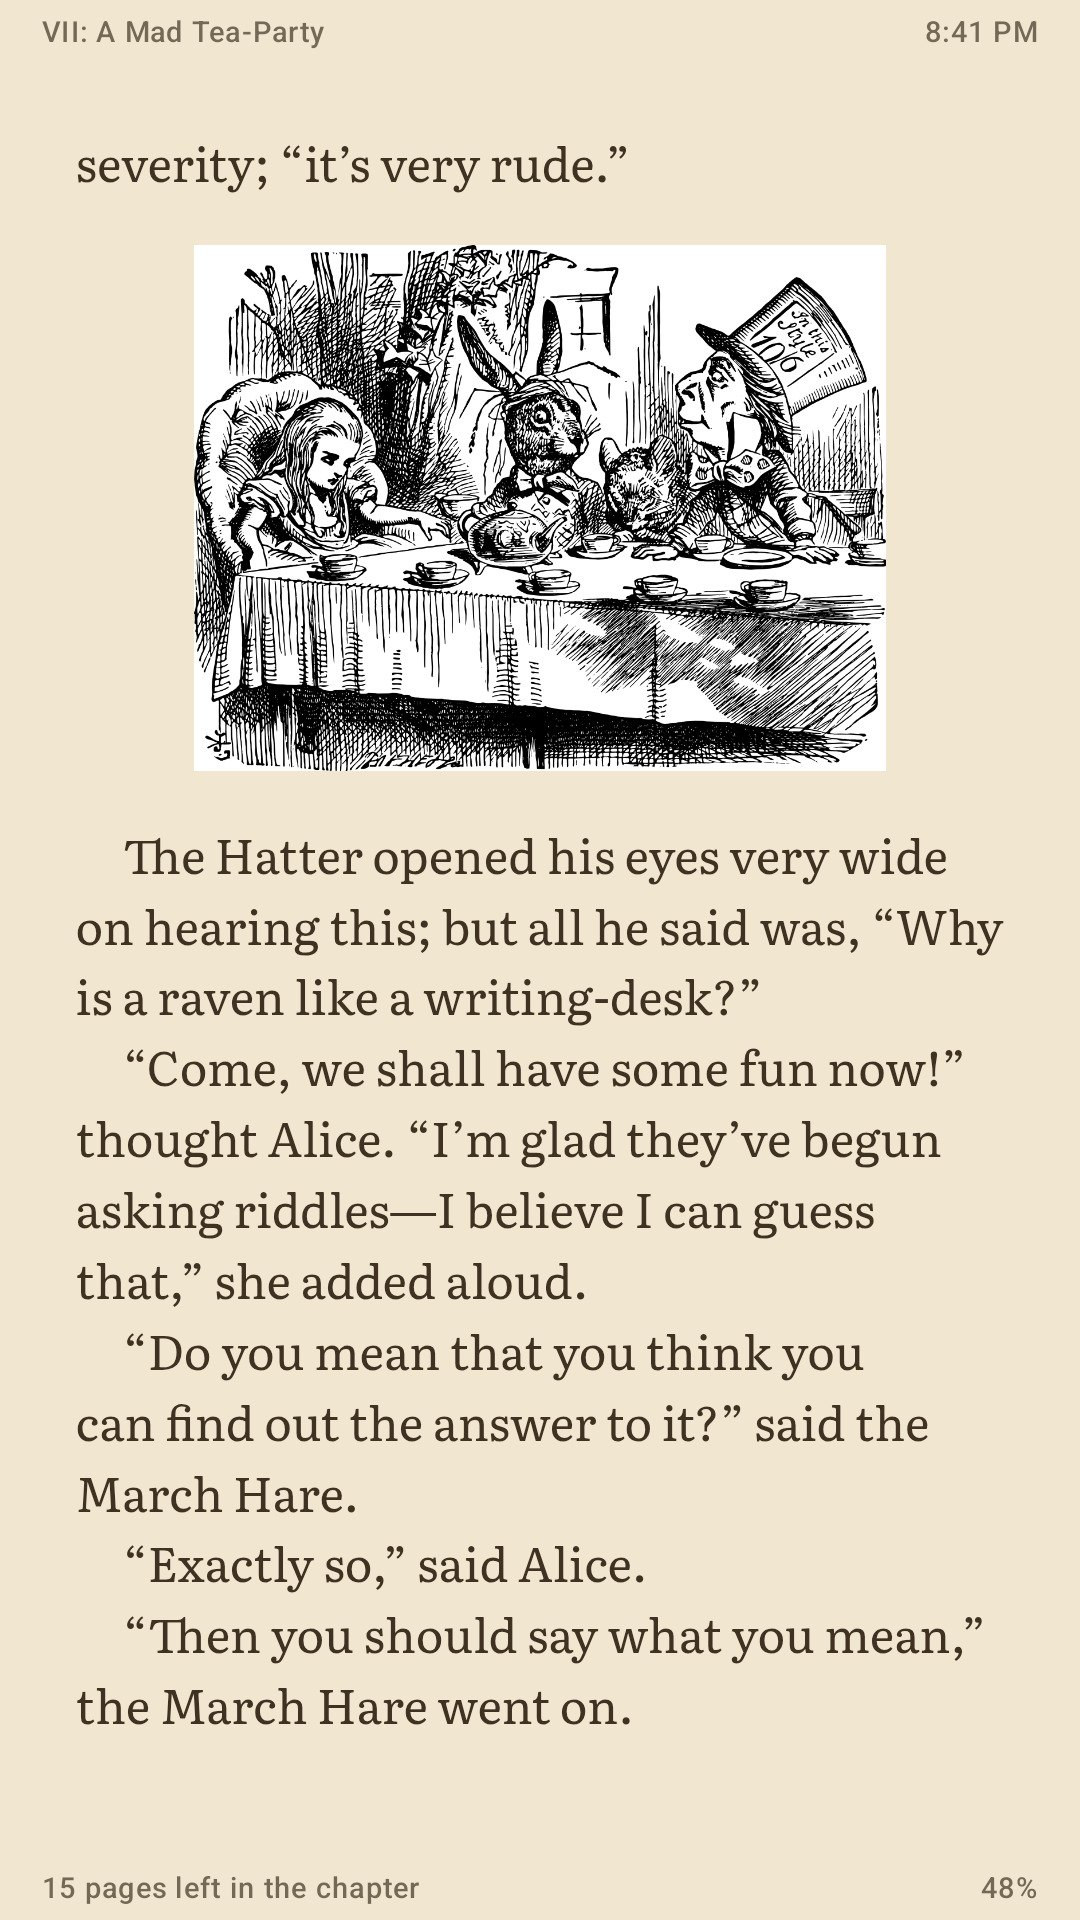 VII: A Mad Tea-Party
8:41 PM
severity; “it’s very rude.”
In this
Style
10/6
The Hatter opened his eyes very wide
on hearing this; but all he said was, “Why
is a raven like a writing-desk?”
“Come, we shall have some fun now!”
thought Alice. “I’m glad they’ve begun
asking riddles—I believe I can guess
that,” she added aloud.
“Do you mean that you think you
can find out the answer to it?” said the
March Hare.
“Exactly so,” said Alice.
“Then you should say what you mean,”
the March Hare went on.
15 pages left in the chapter
48%